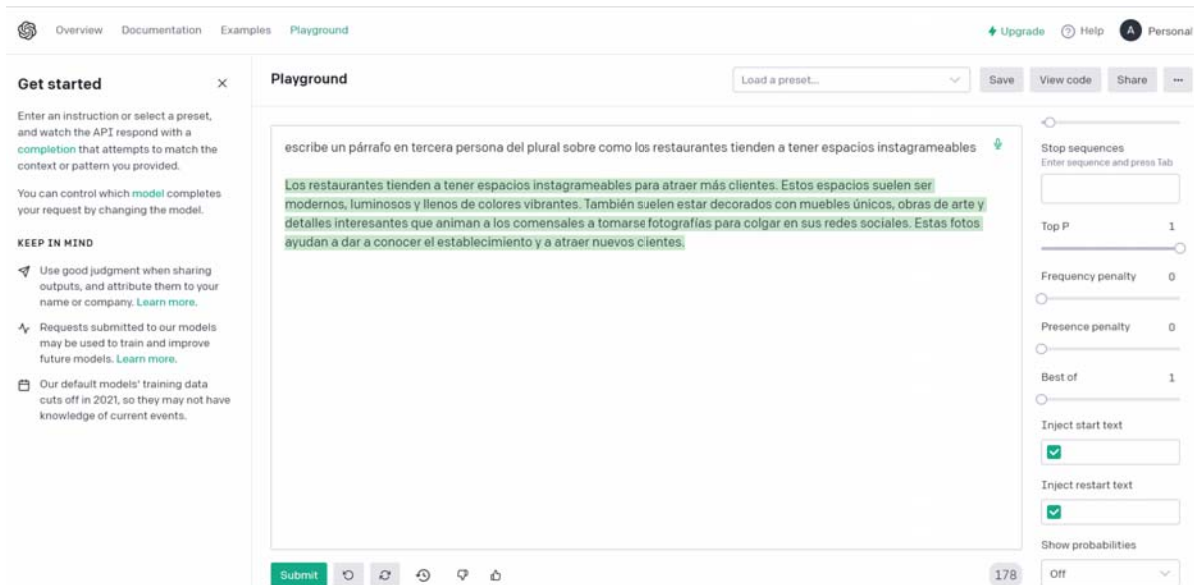 Overview Documentation Examples Playground
Upgrade Help A Personal
Get started
Enter an instruction or select a preset,
and watch the API respond with a
completion that attempts to match the
context or pattern you provided.
You can control which model completes
your request by changing the model.
KEEP IN MIND
Use good judgment when sharing
outputs, and attribute them to your
name or company. Learn more.
Requests submitted to our models
may be used to train and improve
future models. Learn more.
Our default models' training data
cuts off in 2021, so they may not have
knowledge of current events.
Playground
Load a preset...
Save View code Share ...
escribe un párrafo en tercera persona del plural sobre como los restaurantes tienden a tener espacios instagrameables
Los restaurantes tienden a tener espacios instagrameables para atraer más clientes. Estos espacios suelen ser
modernos, luminosos y llenos de colores vibrantes. También suelen estar decorados con muebles únicos, obras de arte y
detalles interesantes que animan a los comensales a tomarse fotografías para colgar en sus redes sociales. Estas fotos
ayudan a dar a conocer el establecimiento y a atraer nuevos clientes.
Submit
178
Stop sequences
Enter sequence and press Tab
Top P 1
Frequency penalty 0
Presence penalty 0
Best of 1
Inject start text
Inject restart text
Show probabilities
Off